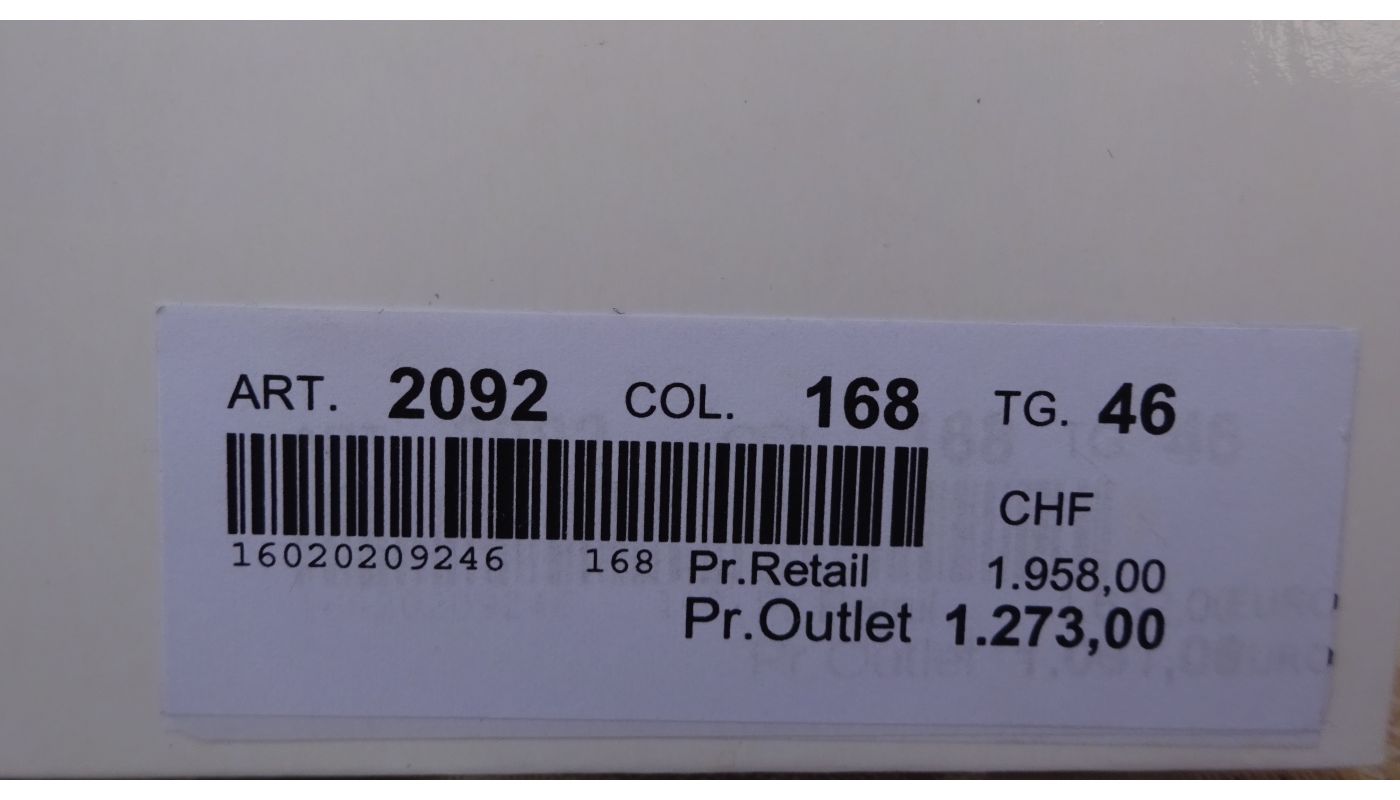 ART. 2092 COL. 168 TG. 46
CHF
16020209246 168 Pr.Retail 1.958,00
Pr.Outlet 1.273,00